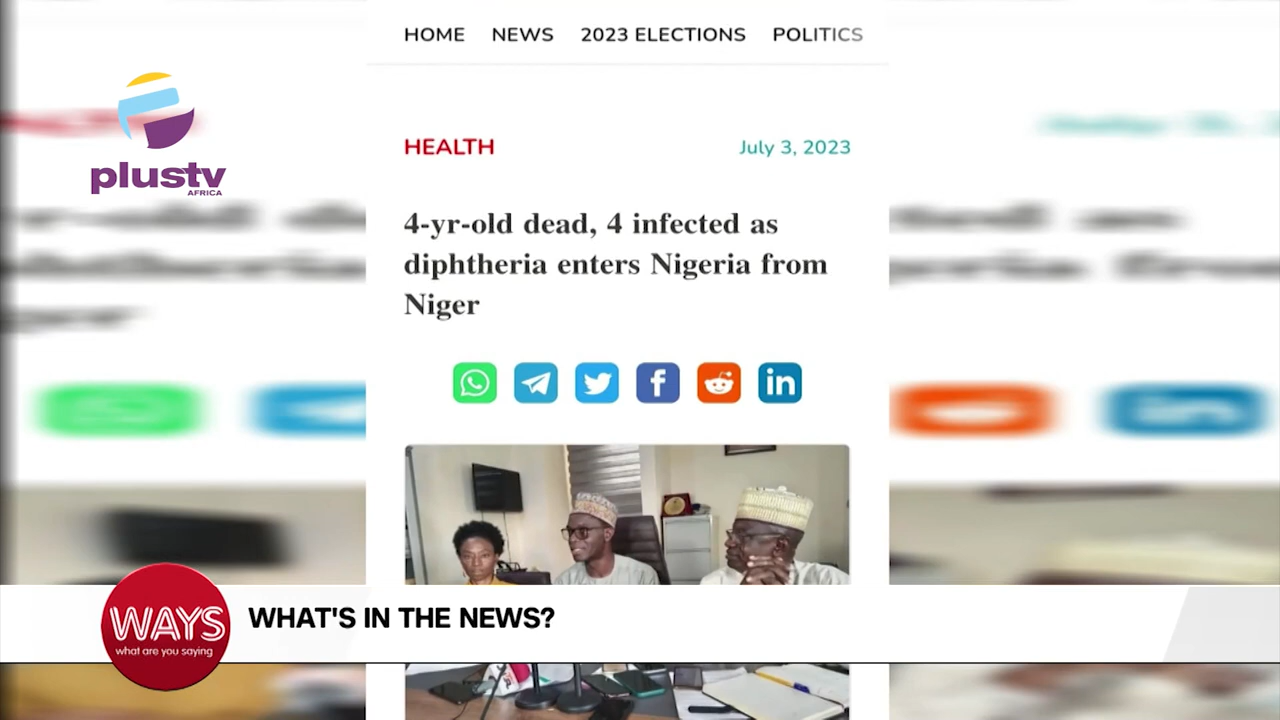 HOME NEWS 2023 ELECTIONS POLITICS
plustv
AFRICA
HEALTH July 3, 2023
4-yr-old dead, 4 infected as
diphtheria enters Nigeria from
Niger
WAYS
what are you saying
WHAT'S IN THE NEWS?